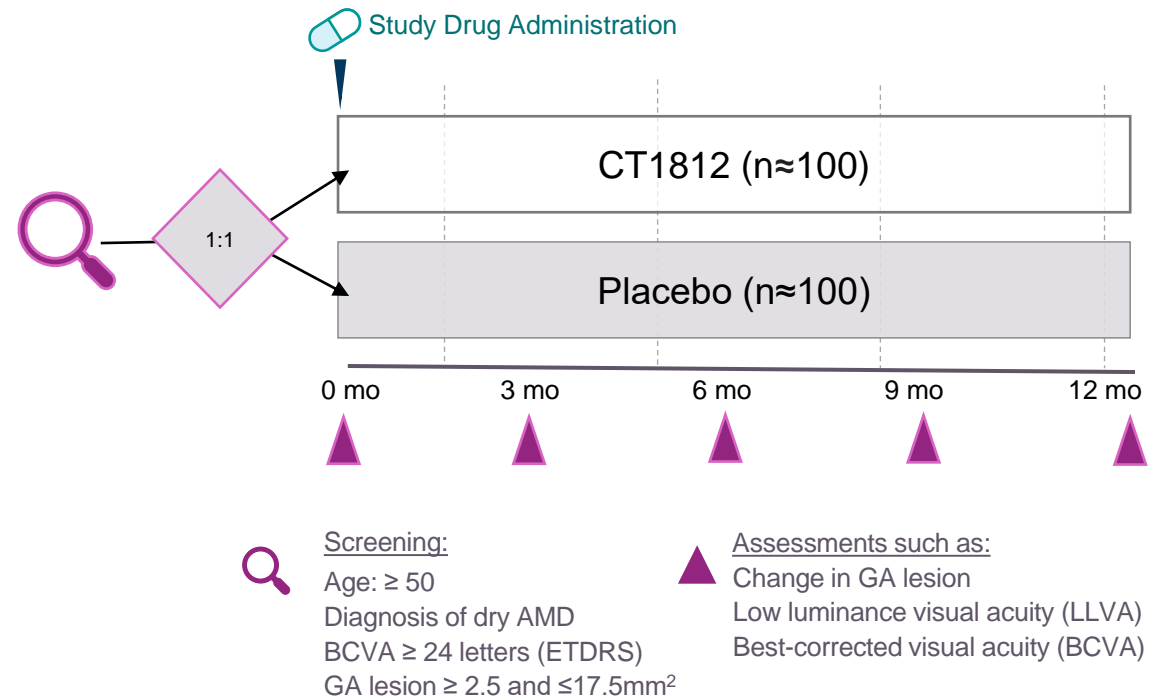 Study Drug Administration
CT1812 (n≈100)
1:1
Placebo (n≈100)
0 mo 3 mo 6 mo 9 mo 12 mo
Screening:
Age: ≥ 50
Diagnosis of dry AMD
BCVA ≥ 24 letters (ETDRS)
GA lesion ≥ 2.5 and ≤17.5mm²
Assessments such as:
Change in GA lesion
Low luminance visual acuity (LLVA)
Best-corrected visual acuity (BCVA)